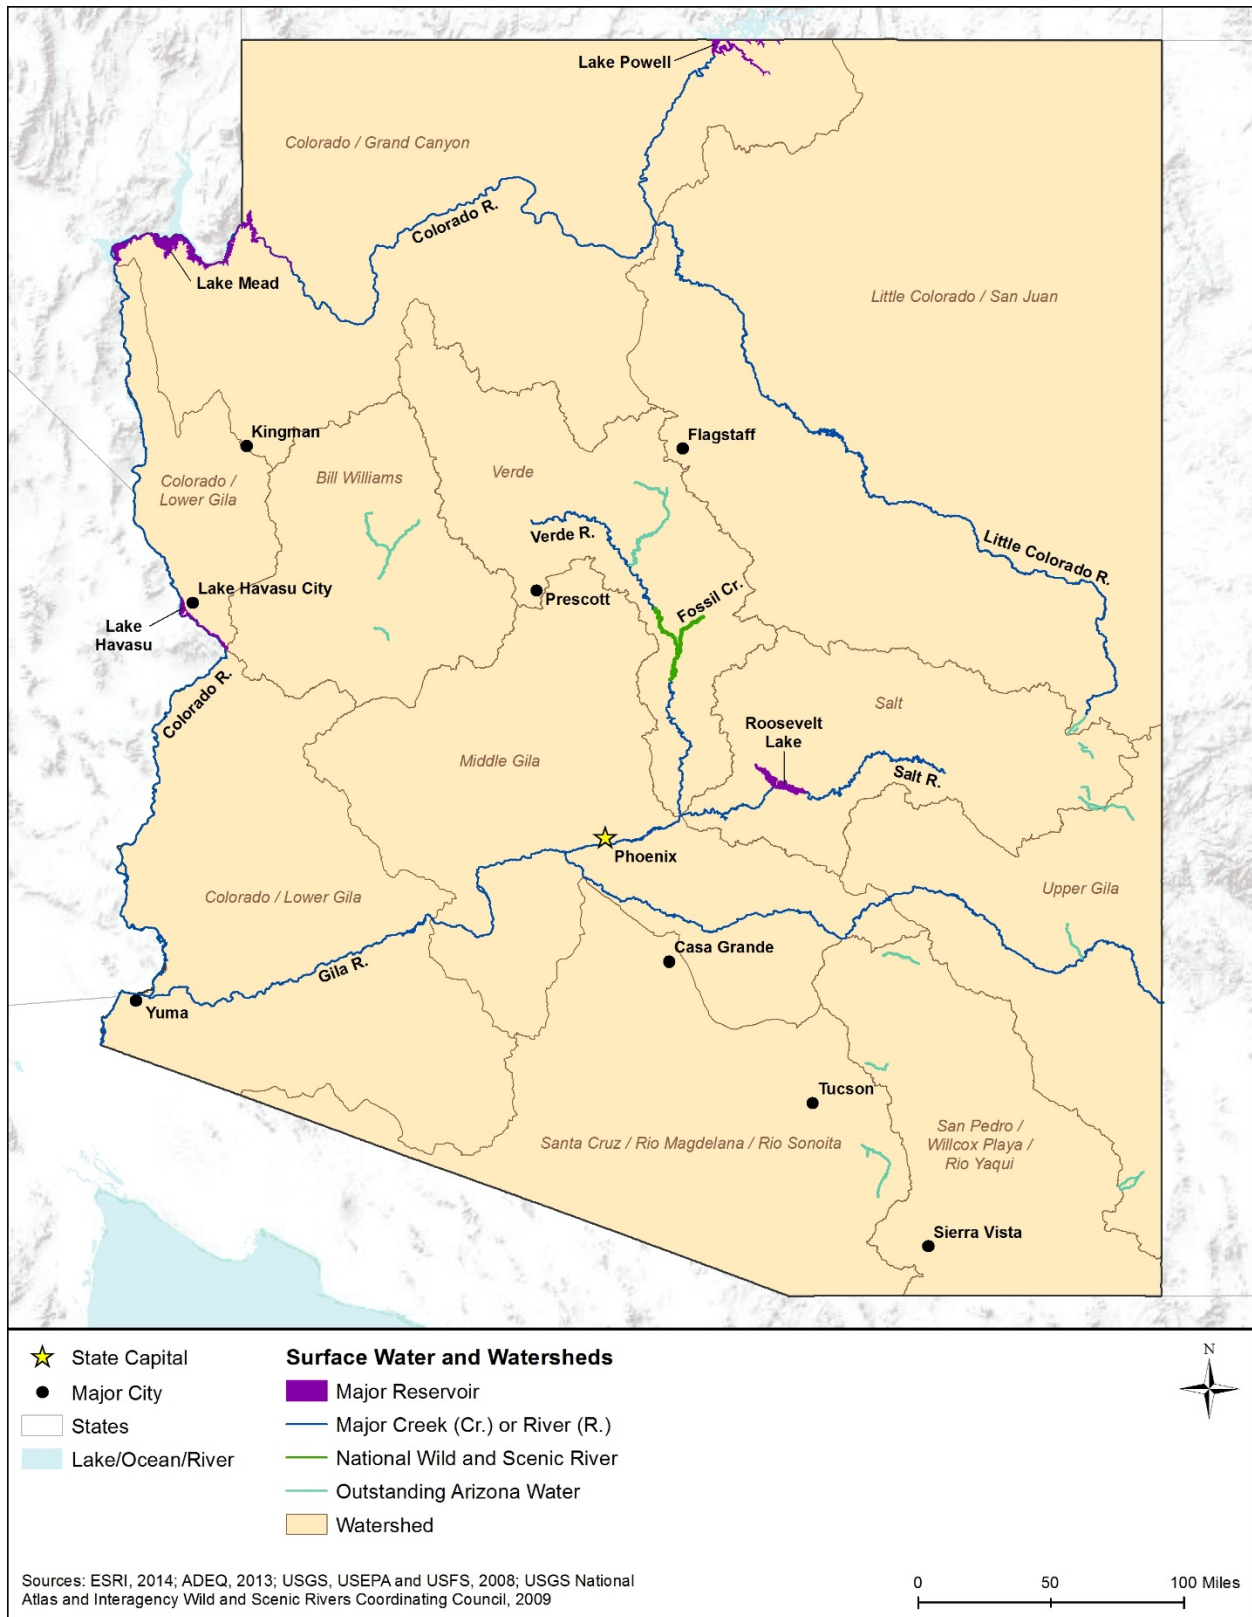 Lake Powell
Colorado / Grand Canyon
Colorado R.
Lake Mead
Little Colorado / San Juan
Kingman
Flagstaff
Colorado /
Lower Gila
Bill Williams
Verde
Verde R.
Little Colorado R.
Lake Havasu City
Prescott
Fossil Cr.
Lake
Havasu
Colorado R.
Salt
Roosevelt
Lake
Middle Gila
Salt R.
Phoenix
Colorado / Lower Gila
Upper Gila
Casa Grande
Gila R.
Yuma
Tucson
Santa Cruz / Rio Magdelana / Rio Sonoita
San Pedro /
Willcox Playa /
Rio Yaqui
Sierra Vista
State Capital
Major City
States
Lake/Ocean/River
Surface Water and Watersheds
Major Reservoir
Major Creek (Cr.) or River (R.)
National Wild and Scenic River
Outstanding Arizona Water
Watershed
N
Sources: ESRI, 2014; ADEQ, 2013; USGS, USEPA and USFS, 2008; USGS National
Atlas and Interagency Wild and Scenic Rivers Coordinating Council, 2009
0 50 100 Miles